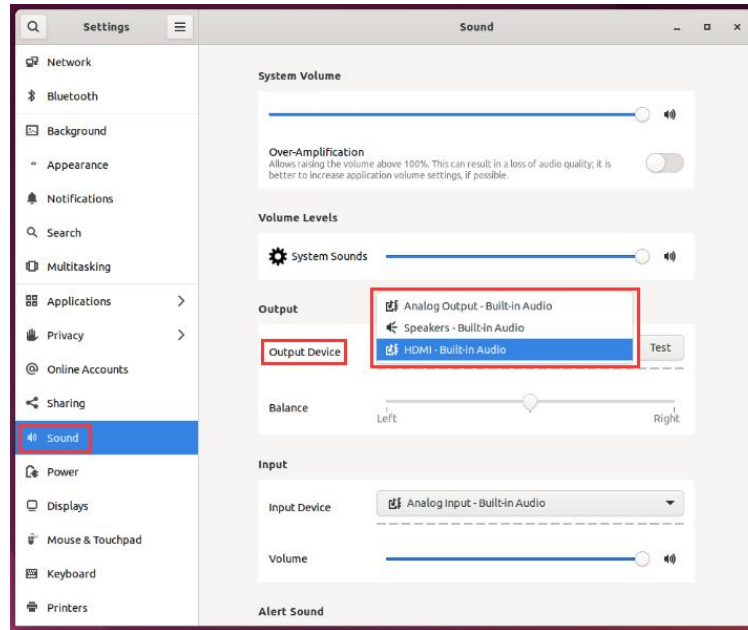 Settings
Sound
Network
Bluetooth
Background
Appearance
Notifications
Search
Multitasking
Applications
Privacy
Online Accounts
Sharing
Sound
Power
Displays
Mouse & Touchpad
Keyboard
Printers
System Volume
Over-Amplification
Allows raising the volume above 100%. This can result in a loss of audio quality; it is
better to increase application volume settings, if possible.
Volume Levels
System Sounds
Output
Analog Output - Built-in Audio
Speakers - Built-in Audio
Output Device
HDMI - Built-in Audio
Test
Balance
Left
Right
Input
Input Device
Analog Input - Built-in Audio
Volume
Alert Sound